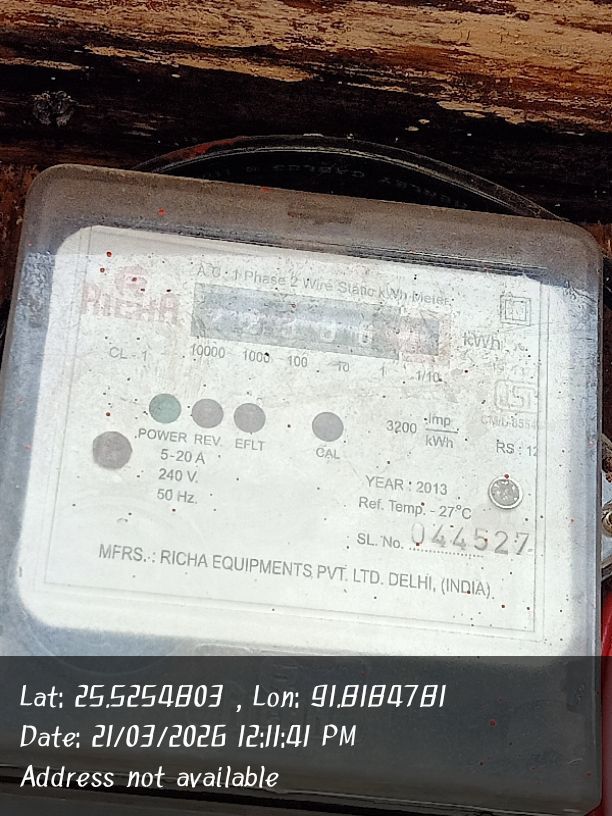 A.C. 1 Phase 2 Wire Static kWh Meter
RICHA
kWh
CL - 1
10000 1000 100 10 1 1/10
3200 imp/kWh
POWER REV. EFLT CAL
RS : 12
5-20 A
240 V.
50 Hz.
YEAR : 2013
Ref. Temp. - 27°C
SL. No. 044527
MFRS. : RICHA EQUIPMENTS PVT. LTD. DELHI, (INDIA)
Lat: 25.5254803 , Lon: 91.8184781
Date: 21/03/2026 12:11:41 PM
Address not available